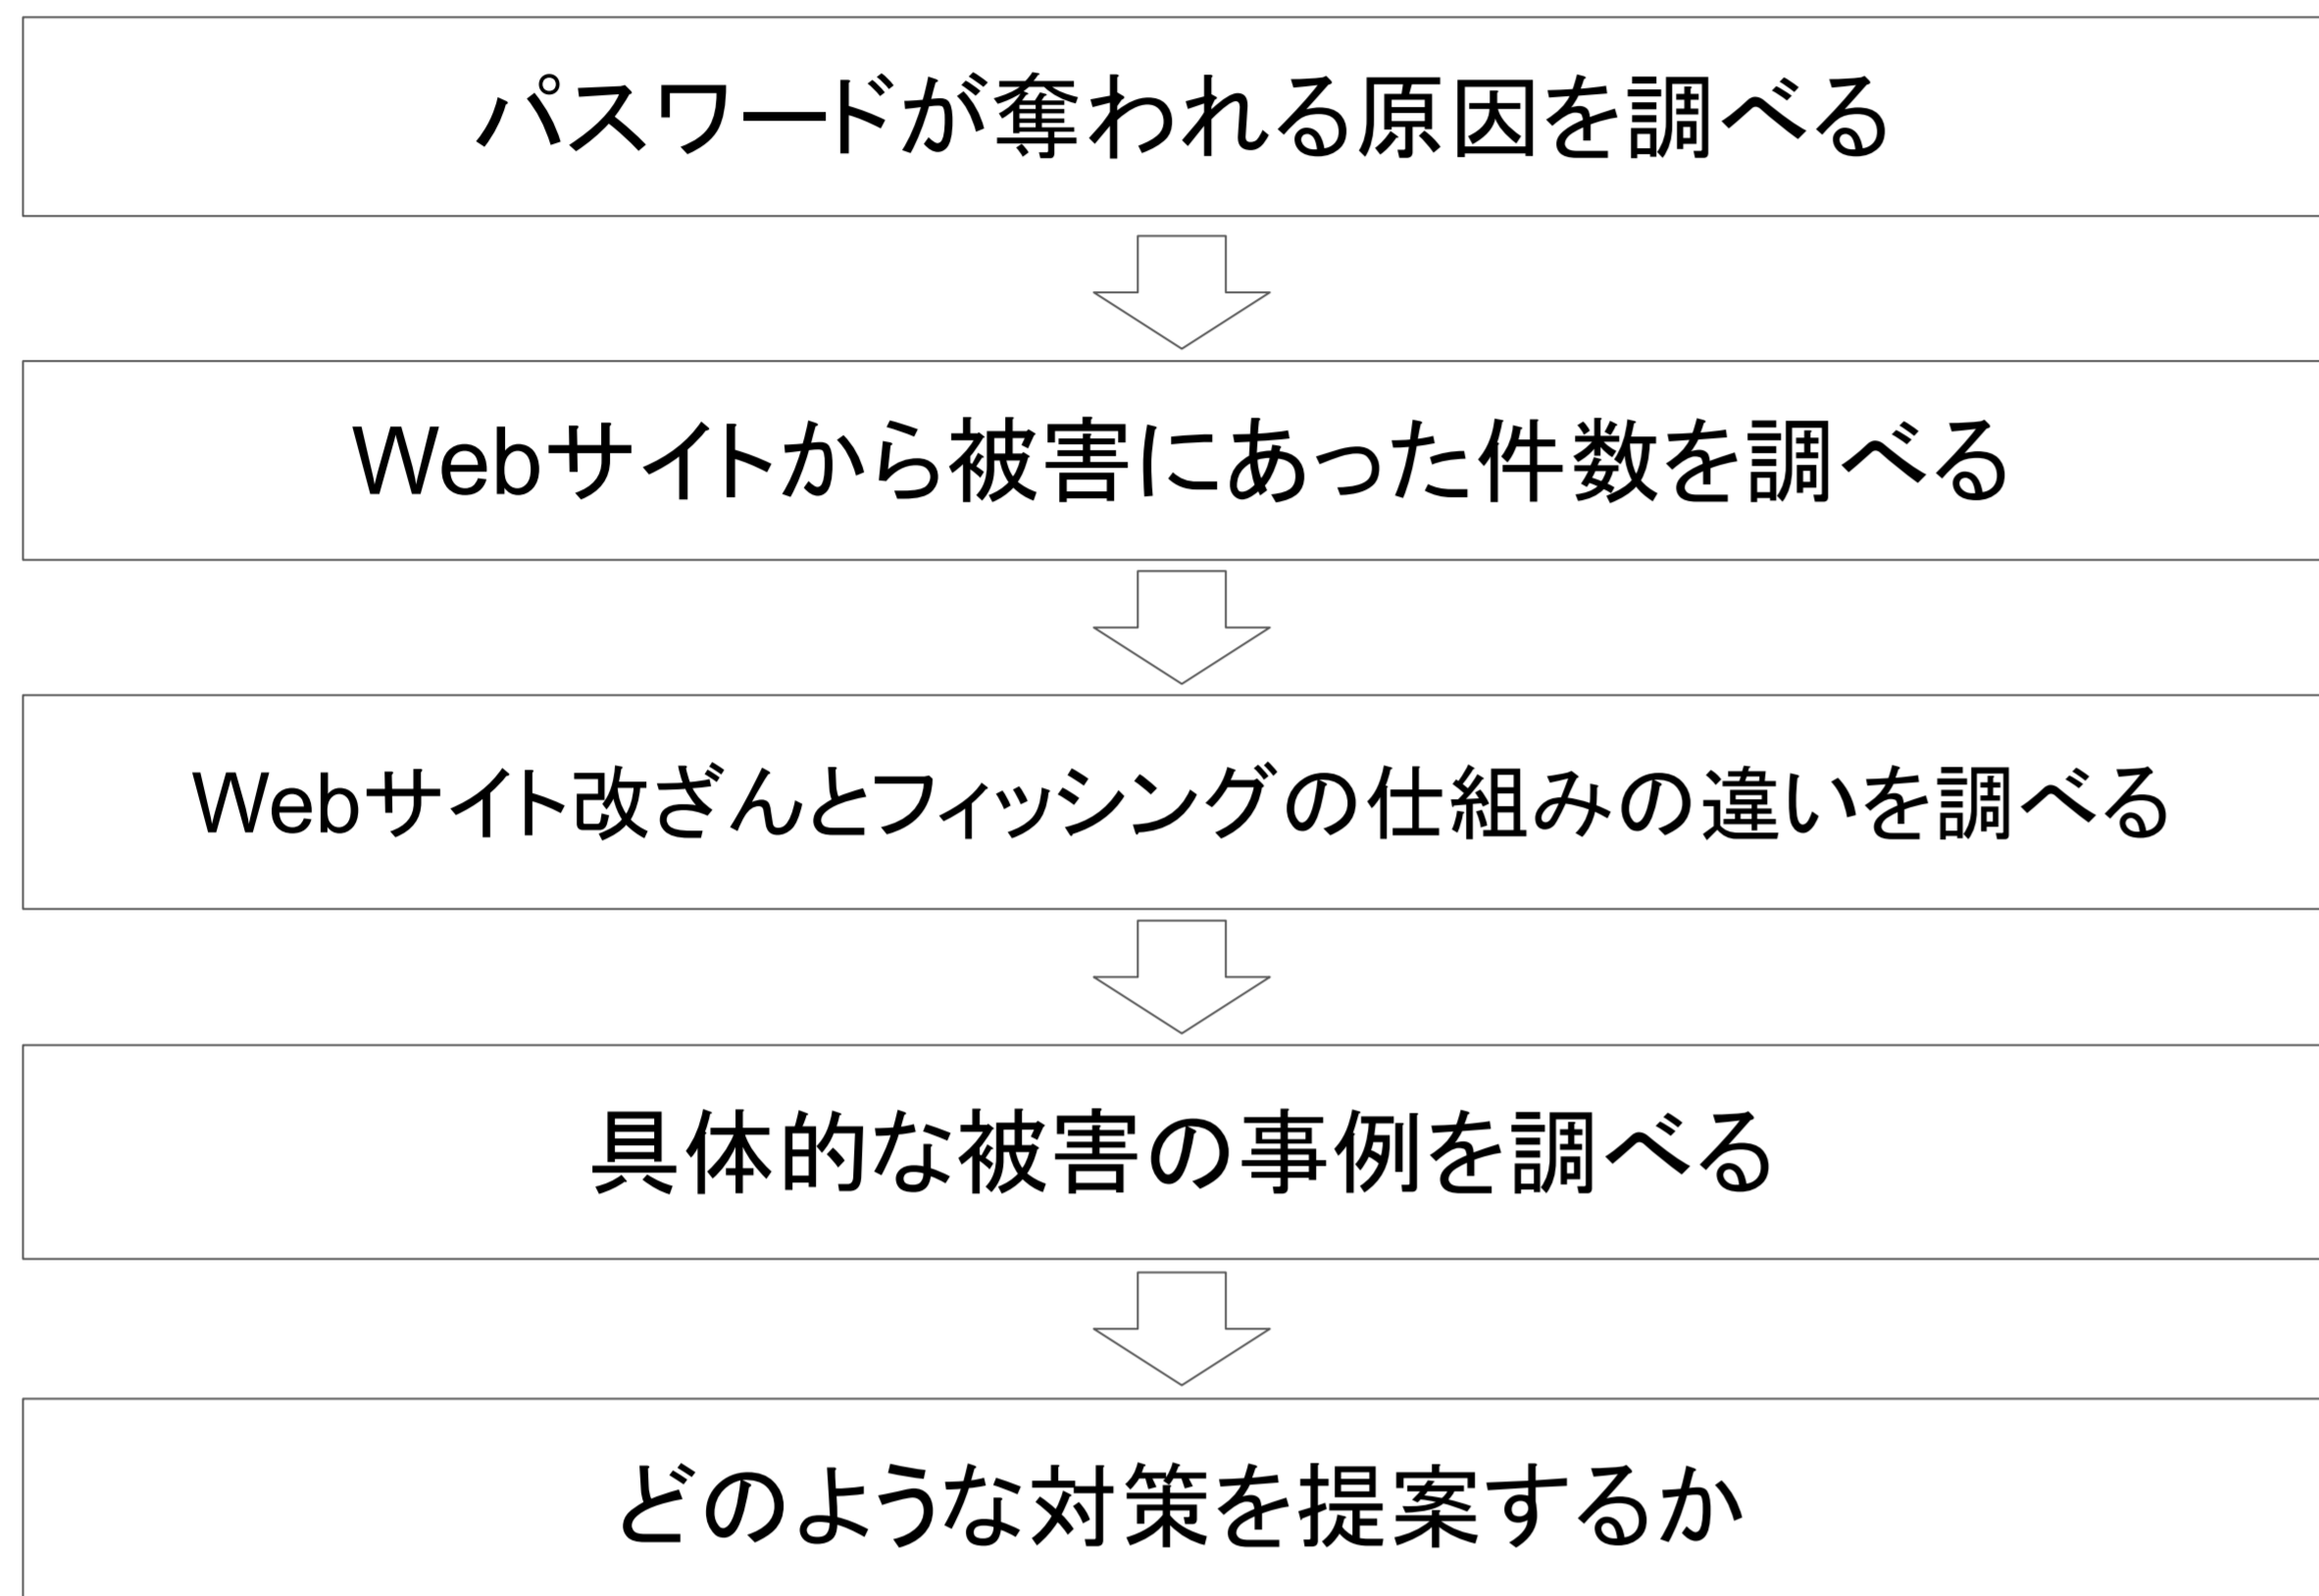 パスワードが奪われる原因を調べる
Webサイトから被害にあった件数を調べる
Webサイト改ざんとフィッシングの仕組みの違いを調べる
具体的な被害の事例を調べる
どのような対策を提案するか